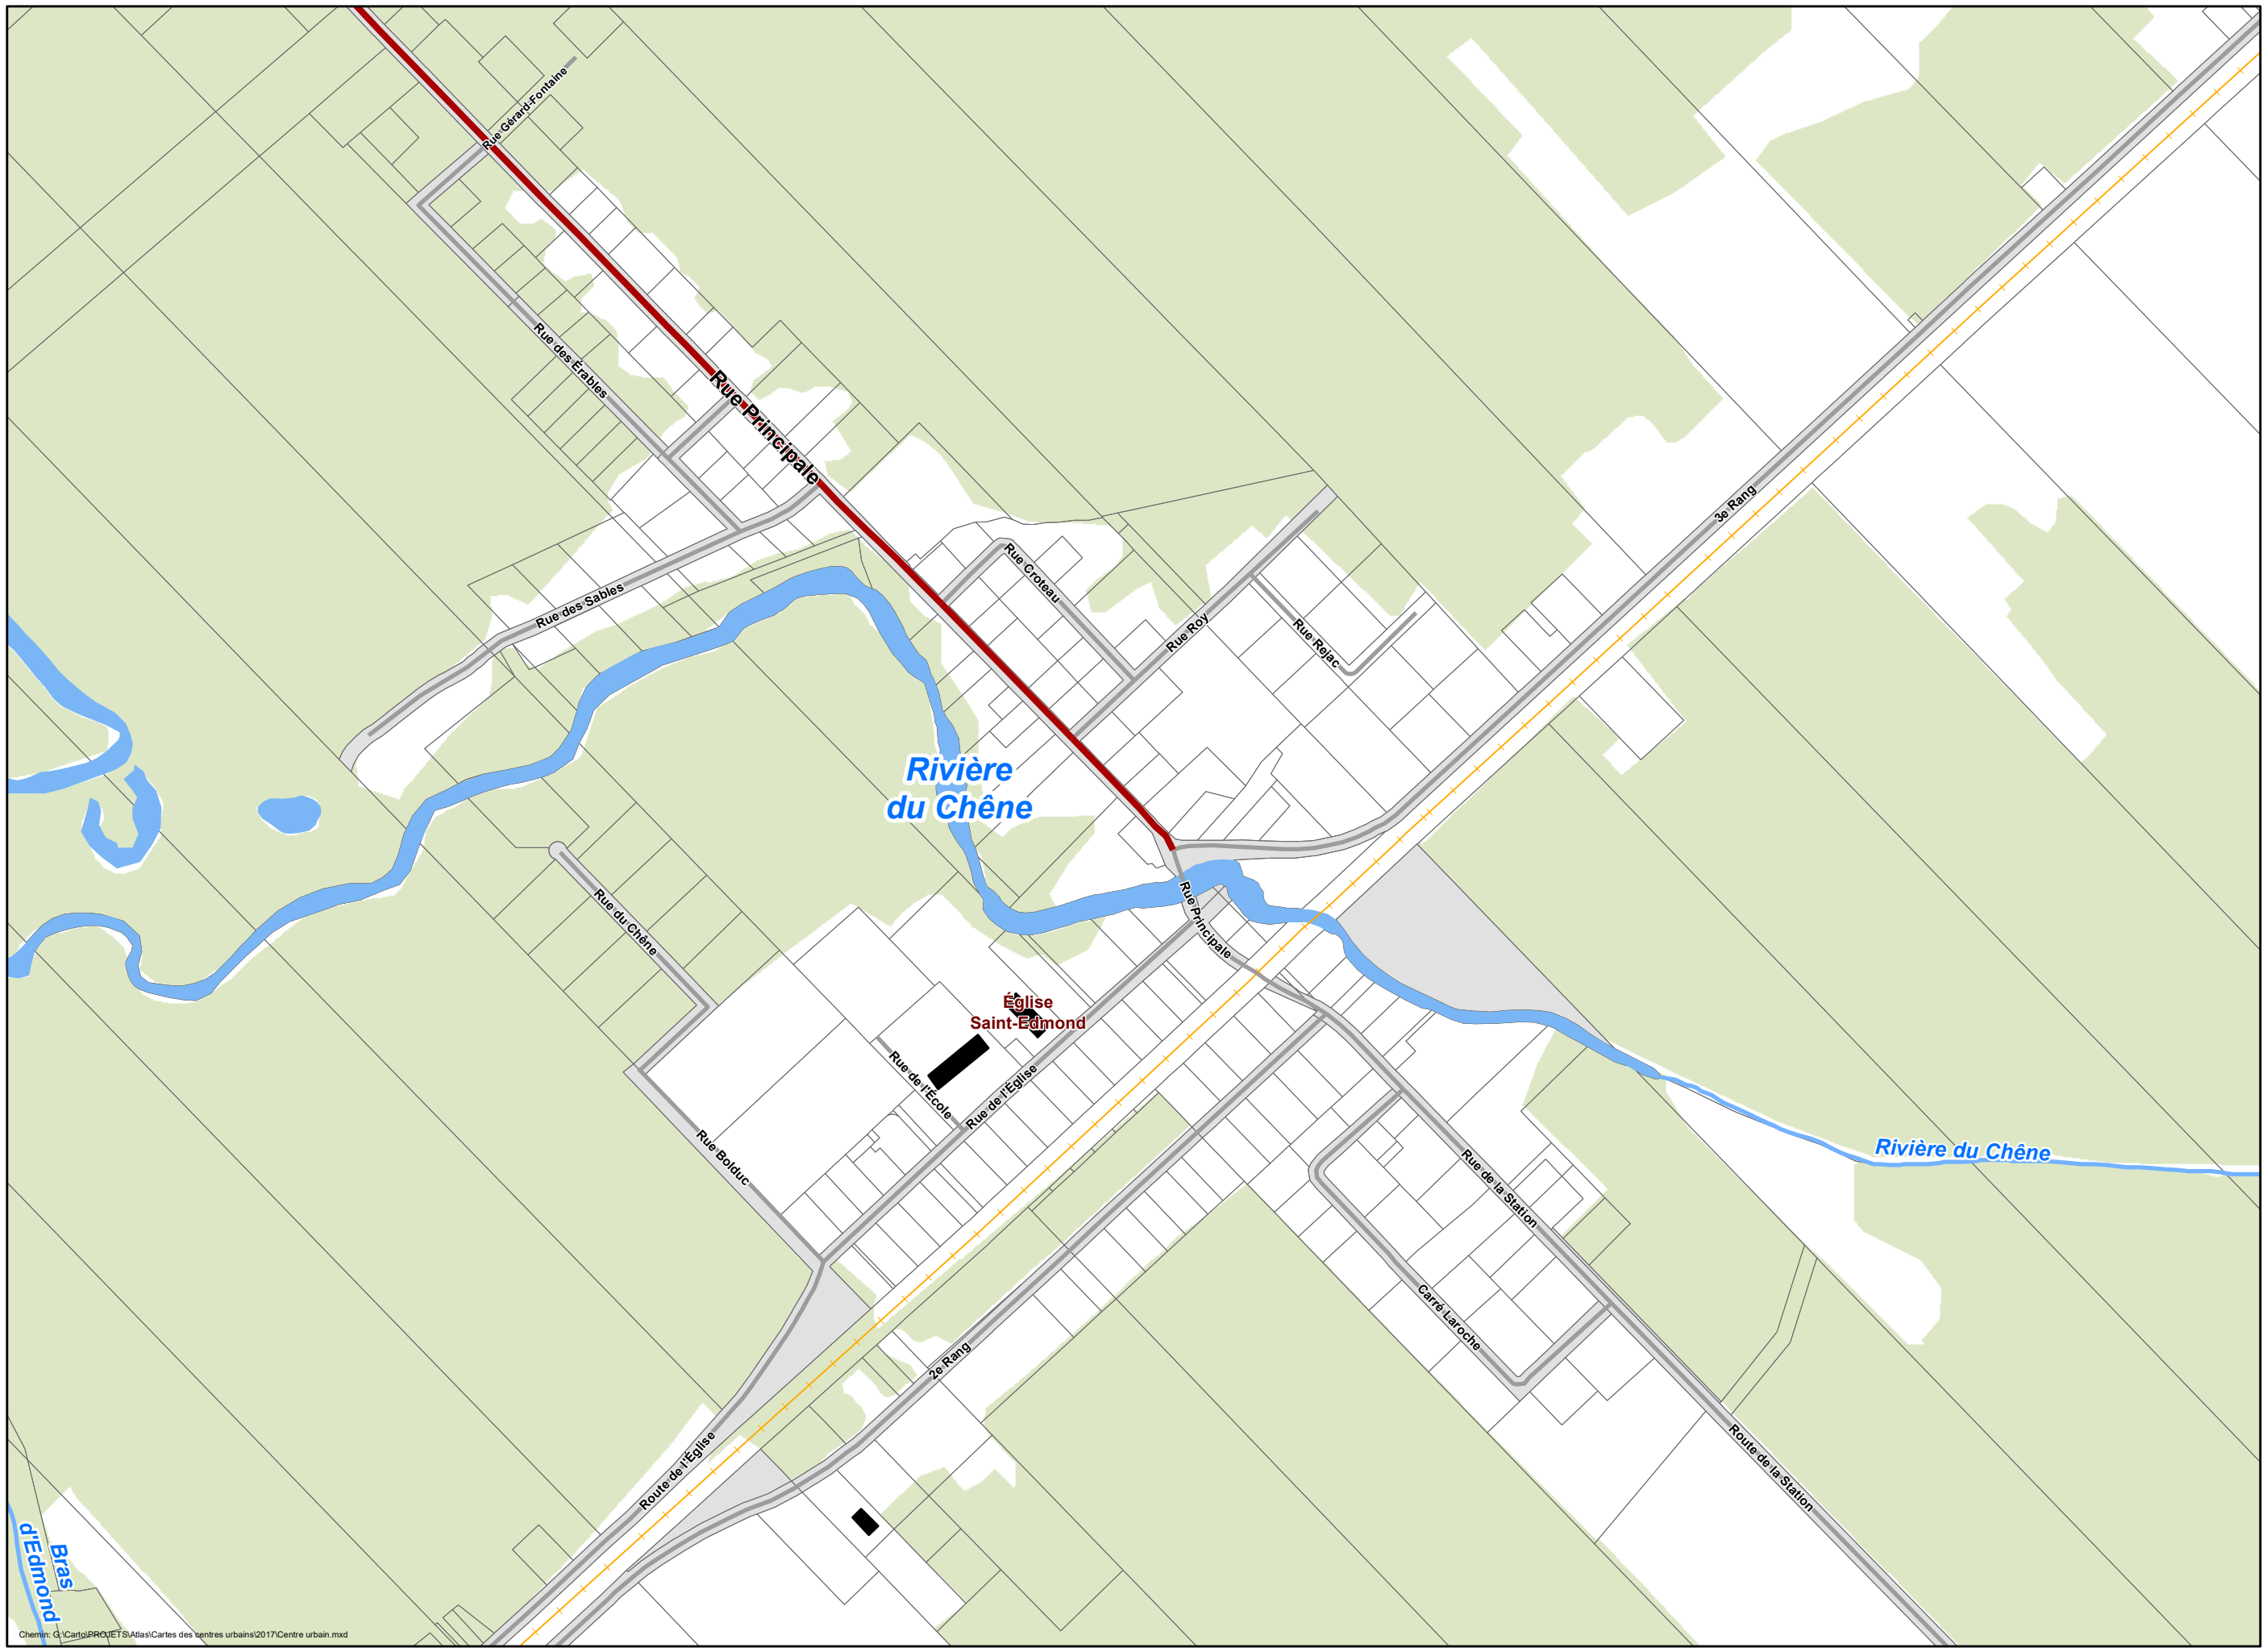 Rue Gérard-Fontaine
Rue des Érables
Rue Principale
3e Rang
Rue Croteau
Rue des Sables
Rue Roy
Rue Rejac
Rivière
du Chêne
Rue du Chêne
Rue Principale
Église
Saint-Edmond
Rue de l'École
Rue de l'Église
Rue Bolduc
Rivière du Chêne
Rue de la Station
Carré Laroche
2e Rang
Route de l'Église
Route de la Station
Bras
d'Edmond
Chemin: G:\Carto\PROJETS\Atlas\Cartes des centres urbains\2017\Centre urbain.mxd